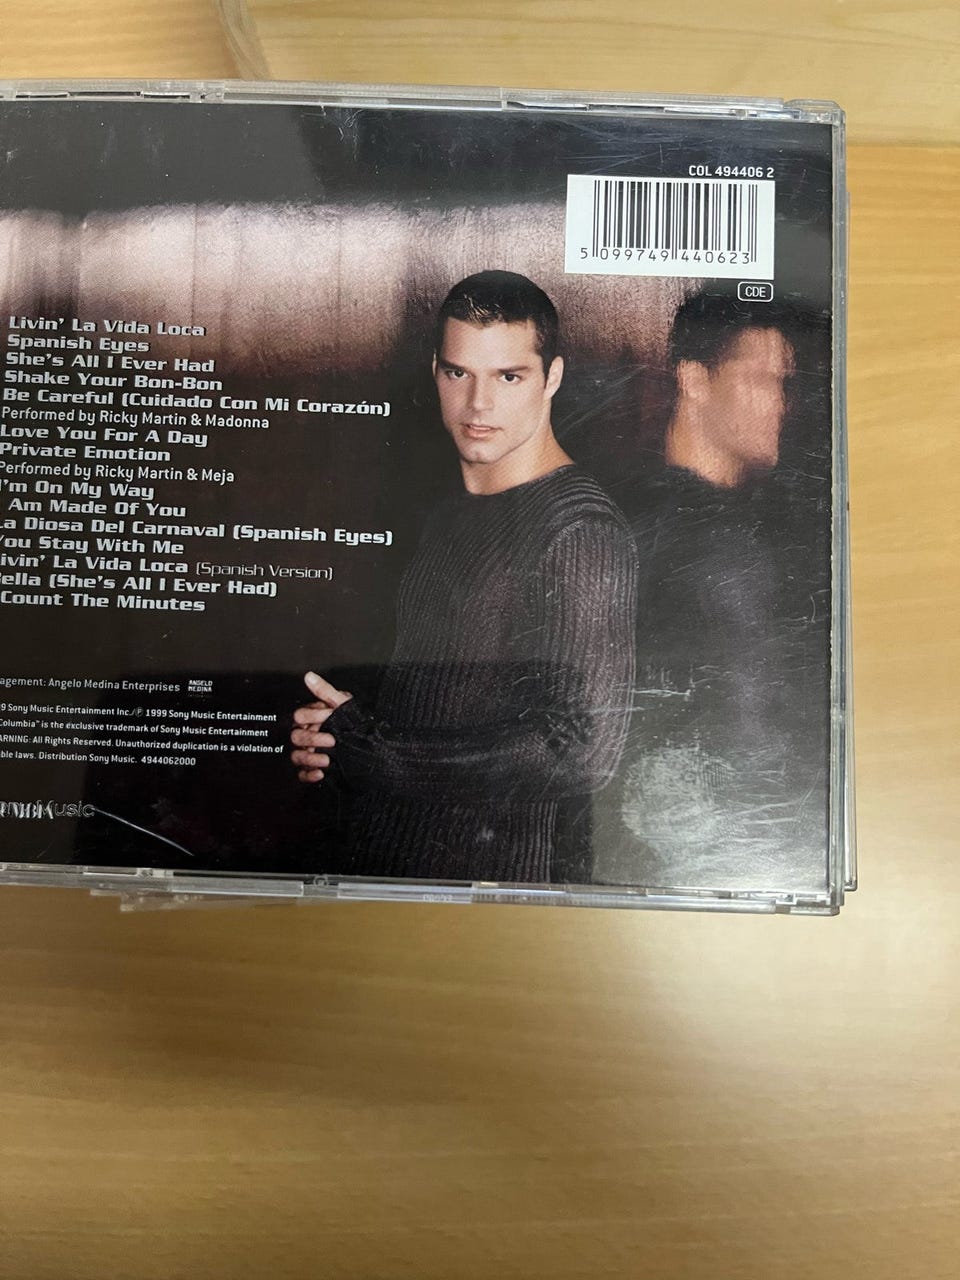 COL 494406 2
5 099749 440623
CDE
Livin' La Vida Loca
Spanish Eyes
She's All I Ever Had
Shake Your Bon-Bon
Be Careful (Cuidado Con Mi Corazón)
Performed by Ricky Martin & Madonna
Love You For A Day
Private Emotion
Performed by Ricky Martin & Meja
I'm On My Way
I Am Made Of You
La Diosa Del Carnaval (Spanish Eyes)
You Stay With Me
Livin' La Vida Loca (Spanish Version)
Bella (She's All I Ever Had)
Count The Minutes
agement: Angelo Medina Enterprises ANGELO MEDINA
9 Sony Music Entertainment Inc./℗ 1999 Sony Music Entertainment
Columbia" is the exclusive trademark of Sony Music Entertainment
ARNING: All Rights Reserved. Unauthorized duplication is a violation of
ble laws. Distribution Sony Music. 4944062000
Music